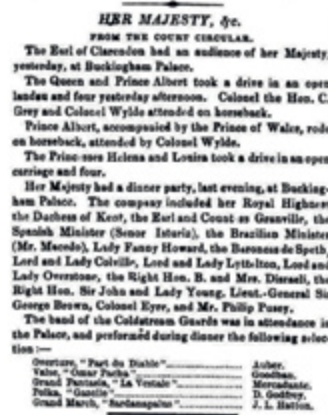 HER MAJESTY, &c.
FROM THE COURT CIRCULAR.
The Earl of Clarendon had an audience of her Majesty,
yesterday, at Buckingham Palace.
The Queen and Prince Albert took a drive in an open
landau and four yesterday afternoon. Colonel the Hon. C.
Grey and Colonel Wylde attended on horseback.
Prince Albert, accompanied by the Prince of Wales, rode
on horseback, attended by Colonel Wylde.
The Princesses Helena and Louisa took a drive in an open
carriage and four.
Her Majesty had a dinner party, last evening, at Bucking-
ham Palace. The company included her Royal Highness
the Duchess of Kent, the Earl and Countess Granville, the
Spanish Minister (Senor Isturiz), the Brazilian Minister
(Mr. Macedo), Lady Fanny Howard, the Baroness de Speth,
Lord and Lady Colville, Lord and Lady Lyttelton, Lord and
Lady Overstone, the Right Hon. B. and Mrs. Disraeli, the
Right Hon. Sir John and Lady Young, Lieut.-General Sir
George Brown, Colonel Eyer, and Mr. Philip Pusey.
The band of the Coldstream Guards was in attendance in
the Palace, and performed during dinner the following selec-
tion :—
Overture, "Part du Diable" Auber.
Valse, "Omar Pacha" Goodban.
Grand Fantasia, "La Vestale" Mercadante.
Polka, "Gazelle" D. Godfrey.
Grand March, "Sardanapalus" J. L. Hatton.